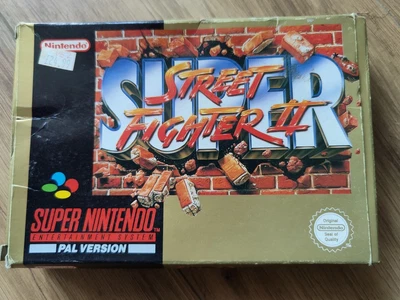 Nintendo
SUPER
STREET
FIGHTER II
SUPER NINTENDO
ENTERTAINMENT SYSTEM
PAL VERSION
Original
Nintendo
Seal of
Quality